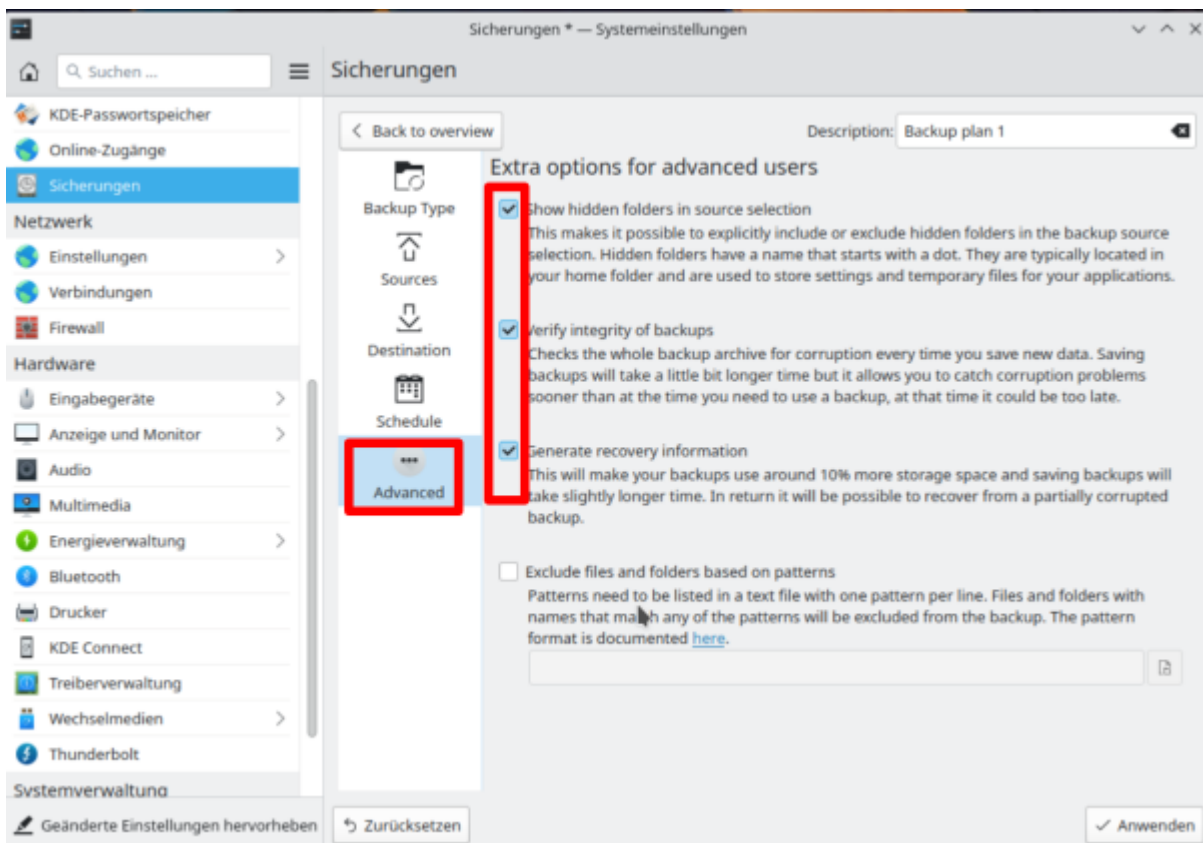 Sicherungen * — Systemeinstellungen
Suchen ...
Sicherungen
KDE-Passwortspeicher
Online-Zugänge
Sicherungen
Netzwerk
Einstellungen
Verbindungen
Firewall
Hardware
Eingabegeräte
Anzeige und Monitor
Audio
Multimedia
Energieverwaltung
Bluetooth
Drucker
KDE Connect
Treiberverwaltung
Wechselmedien
Thunderbolt
Systemverwaltung
Geänderte Einstellungen hervorheben
Back to overview
Description: Backup plan 1
Backup Type
Sources
Destination
Schedule
Advanced
Extra options for advanced users
Show hidden folders in source selection
This makes it possible to explicitly include or exclude hidden folders in the backup source
selection. Hidden folders have a name that starts with a dot. They are typically located in
your home folder and are used to store settings and temporary files for your applications.
Verify integrity of backups
Checks the whole backup archive for corruption every time you save new data. Saving
backups will take a little bit longer time but it allows you to catch corruption problems
sooner than at the time you need to use a backup, at that time it could be too late.
Generate recovery information
This will make your backups use around 10% more storage space and saving backups will
take slightly longer time. In return it will be possible to recover from a partially corrupted
backup.
Exclude files and folders based on patterns
Patterns need to be listed in a text file with one pattern per line. Files and folders with
names that match any of the patterns will be excluded from the backup. The pattern
format is documented here.
Zurücksetzen
Anwenden